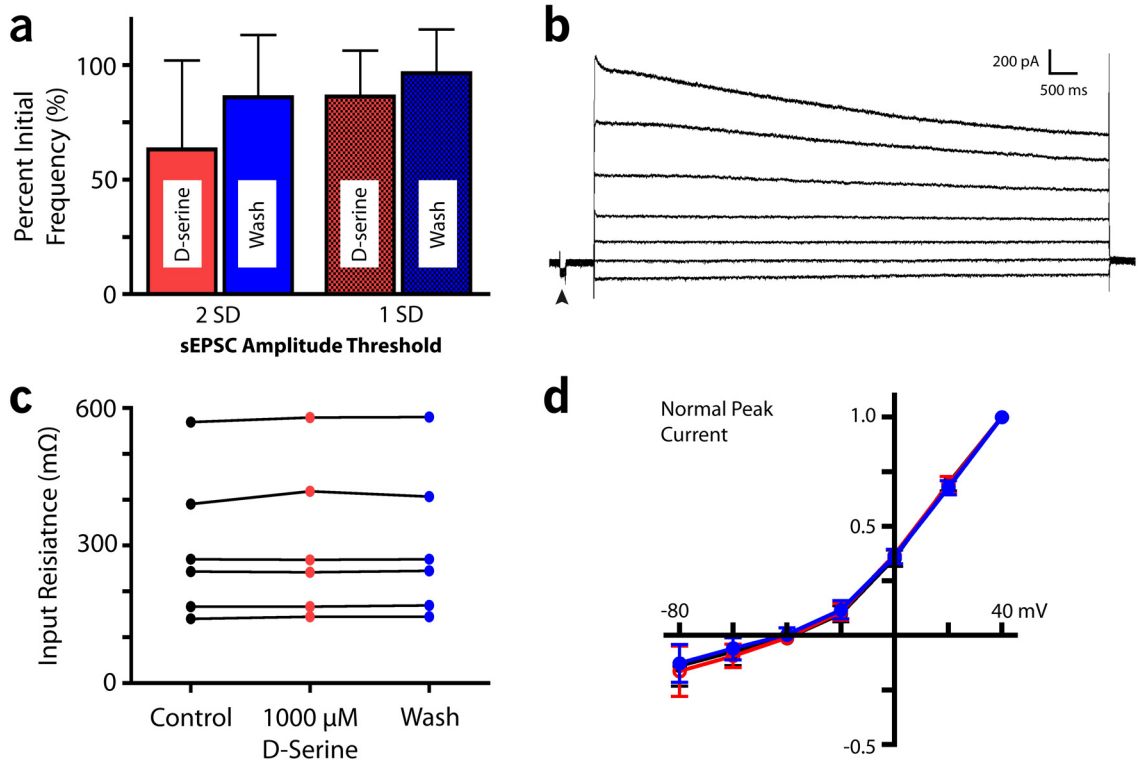 a
Percent Initial
Frequency (%)
100
50
0
D-serine
Wash
D-serine
Wash
2 SD
1 SD
sEPSC Amplitude Threshold
b
200 pA
500 ms
c
Input Reisiatnce (mΩ)
600
300
0
Control
1000 µM
D-Serine
Wash
d
Normal Peak
Current
1.0
0.5
-80
40 mV
-0.5